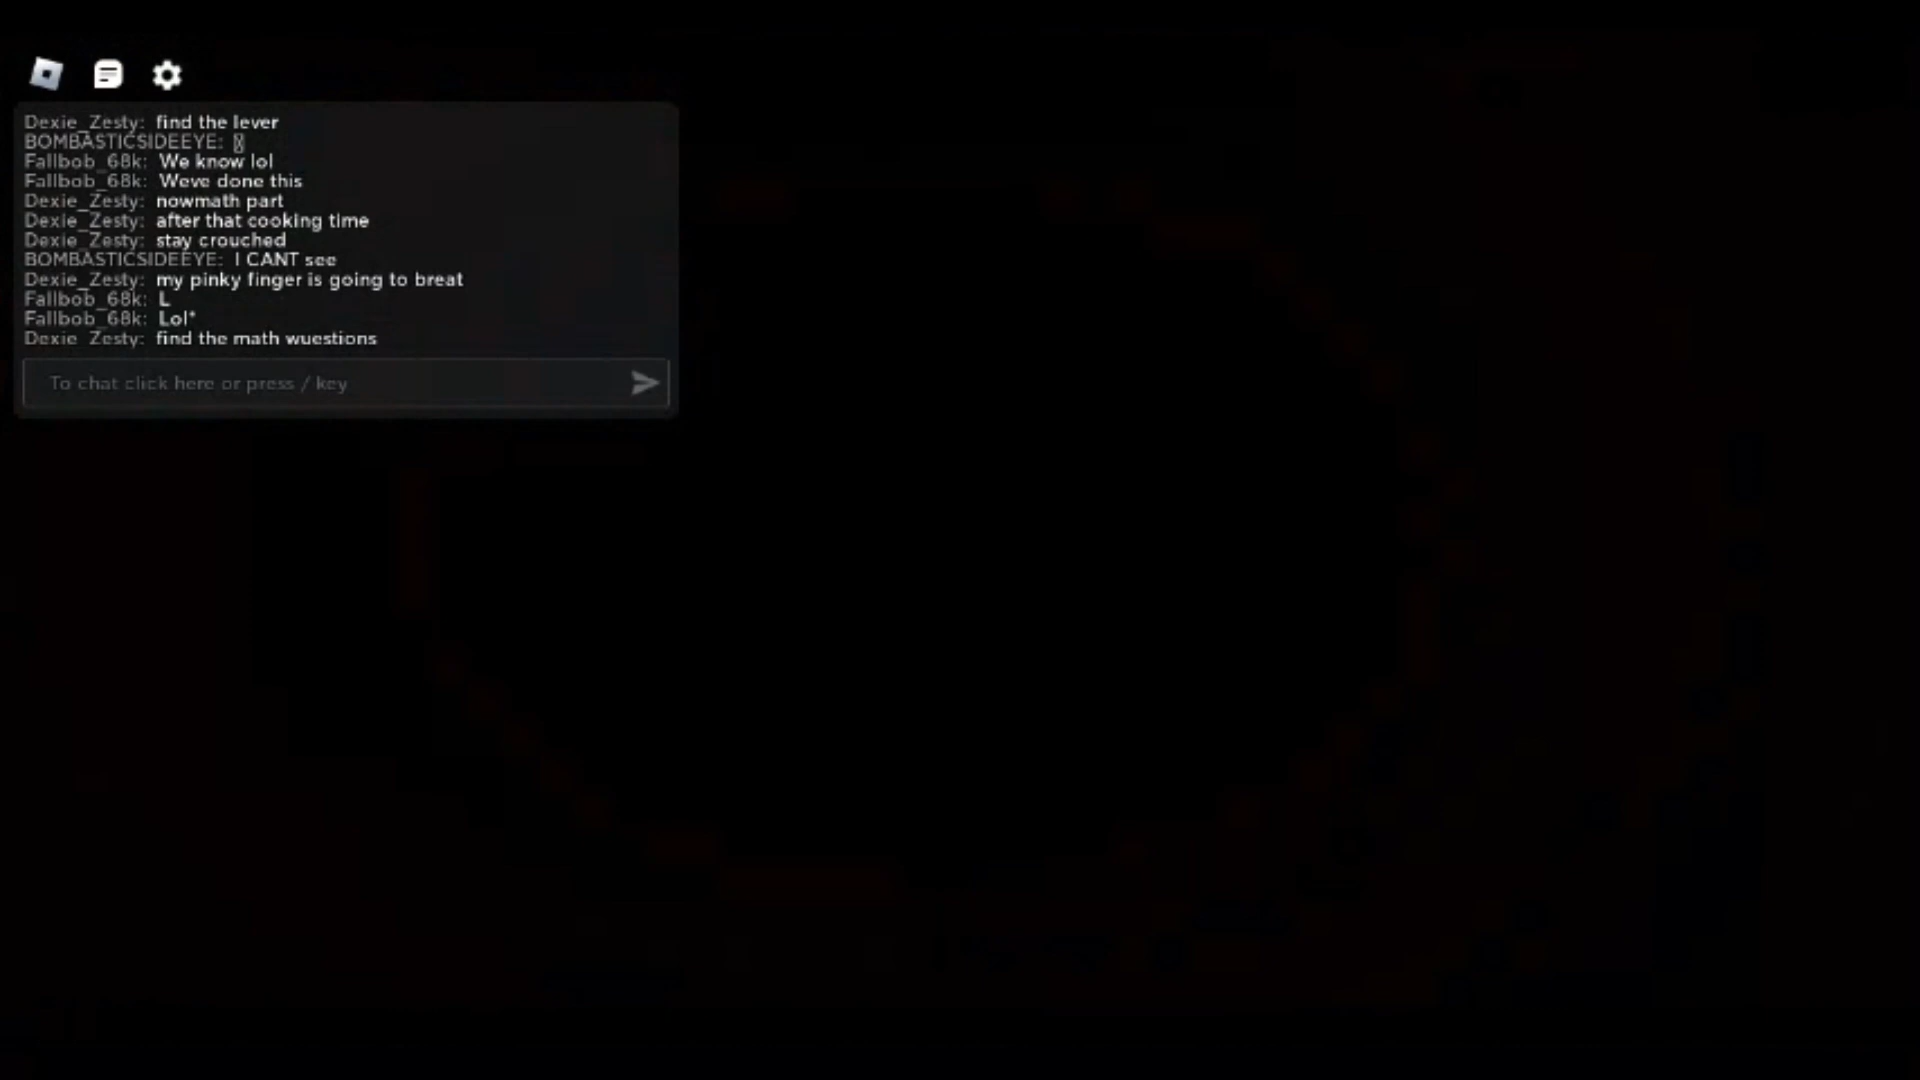 Dexie_Zesty: find the lever
BOMBASTICSIDEEYE:
Fallbob_68k: We know lol
Fallbob_68k: Weve done this
Dexie_Zesty: nowmath part
Dexie_Zesty: after that cooking time
Dexie_Zesty: stay crouched
BOMBASTICSIDEEYE: I CANT see
Dexie_Zesty: my pinky finger is going to breat
Fallbob_68k: L
Fallbob_68k: Lol*
Dexie_Zesty: find the math wuestions
To chat click here or press / key